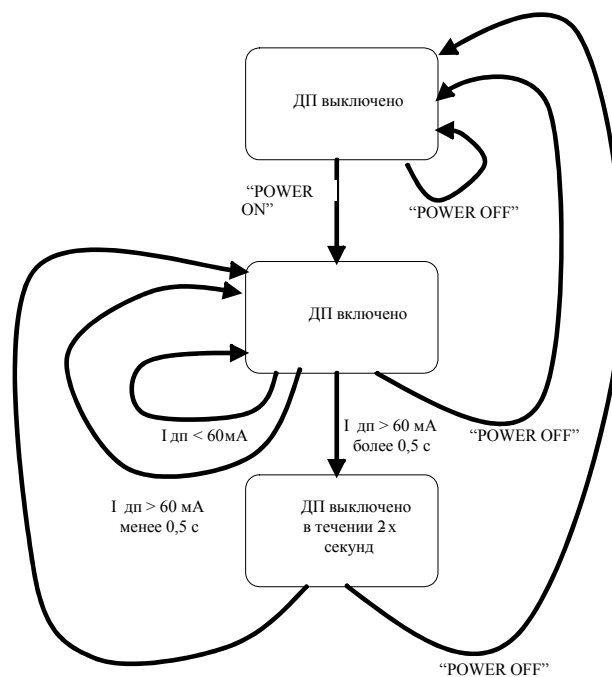 ДП выключено
“POWER
ON”
“POWER OFF”
ДП включено
I дп < 60мА
I дп > 60 мА
более 0,5 с
“POWER OFF”
I дп > 60 мА
менее 0,5 с
ДП выключено
в течении 2х
секунд
“POWER OFF”